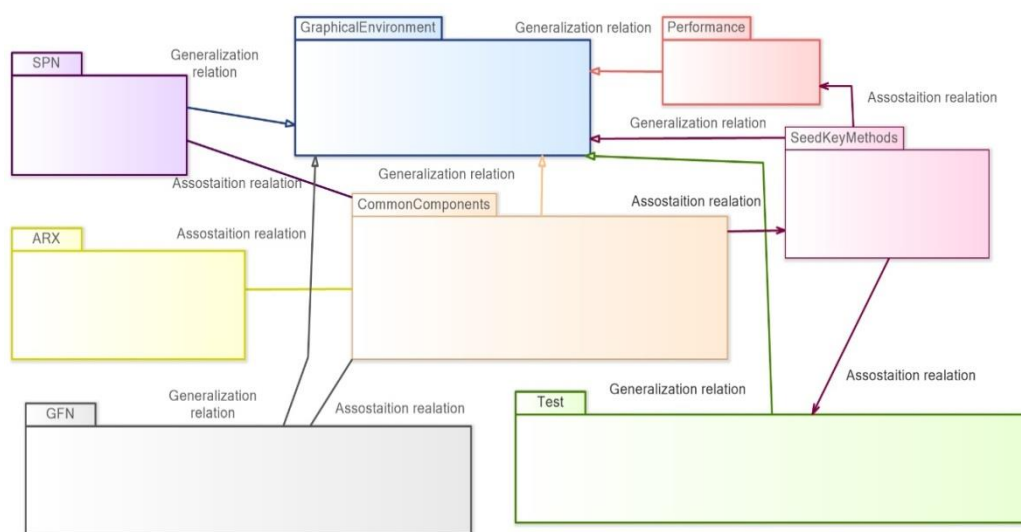 GraphicalEnvironment
Generalization relation
Performance
SPN
Generalization
relation
Assostaition realation
Generalization relation
SeedKeyMethods
Generalization relation
Assostaition realation
CommonComponents
Assostaition realation
ARX
Assostaition realation
Assostaition realation
Generalization
relation
Assostaition realation
Generalization relation
GFN
Test